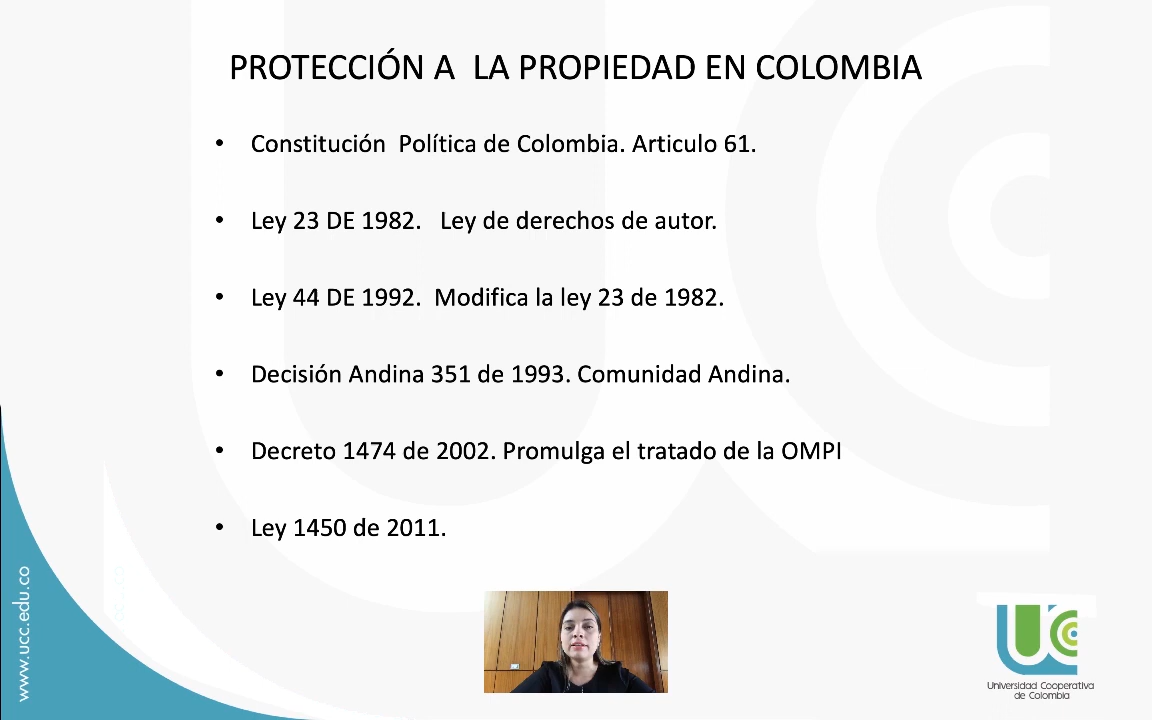 PROTECCIÓN A LA PROPIEDAD EN COLOMBIA
• Constitución Política de Colombia. Articulo 61.
• Ley 23 DE 1982. Ley de derechos de autor.
• Ley 44 DE 1992. Modifica la ley 23 de 1982.
• Decisión Andina 351 de 1993. Comunidad Andina.
• Decreto 1474 de 2002. Promulga el tratado de la OMPI
• Ley 1450 de 2011.
www.ucc.edu.co
UCC
Universidad Cooperativa
de Colombia